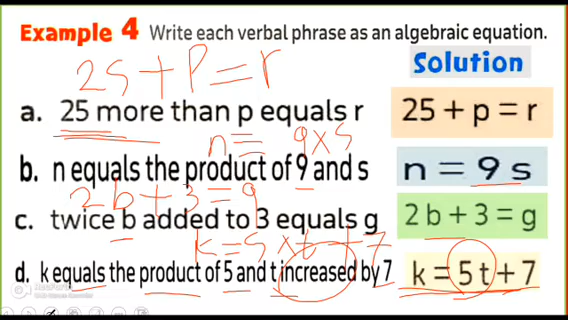 Example 4 Write each verbal phrase as an algebraic equation.
Solution
25 + P = r
a. 25 more than p equals r
25 + p = r
n = 9 x s
b. n equals the product of 9 and s
n = 9 s
2 b + 3 = g
c. twice b added to 3 equals g
2 b + 3 = g
k = 5 x t + 7
d. k equals the product of 5 and t increased by 7
k = 5 t + 7